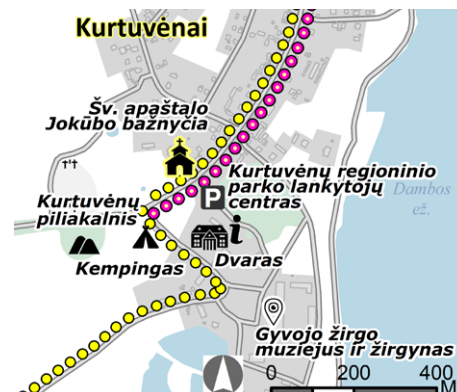 Kurtuvėnai
Šv. apaštalo
Jokūbo bažnyčia
Kurtuvėnų regioninio
parko lankytojų
centras
P
Dambos
ež.
Kurtuvėnų
piliakalnis
Kempingas
Dvaras
i
Gyvojo žirgo
muziejus ir žirgynas
0 200 400
M